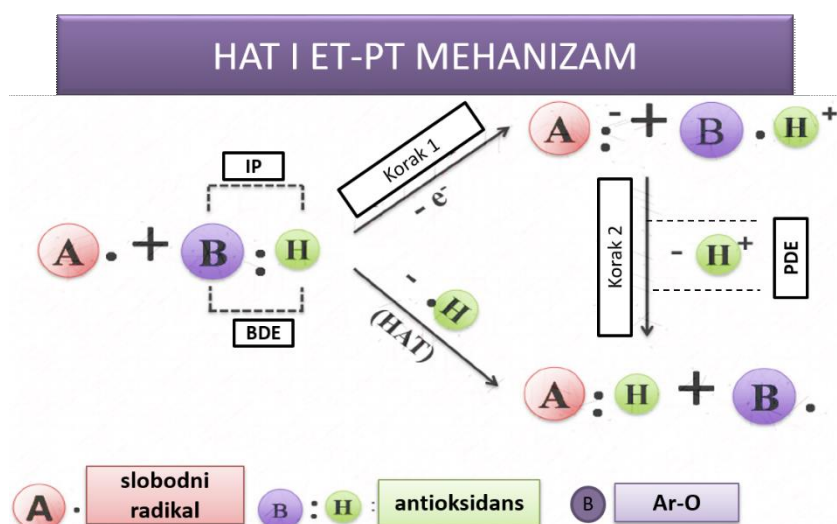 HAT I ET-PT MEHANIZAM
IP
A . + B : H
BDE
Korak 1
- e-
- . H
(HAT)
A :- + B . H+
Korak 2
- H+
PDE
A : H + B .
A .
slobodni
radikal
B : H :
antioksidans
B
Ar-O